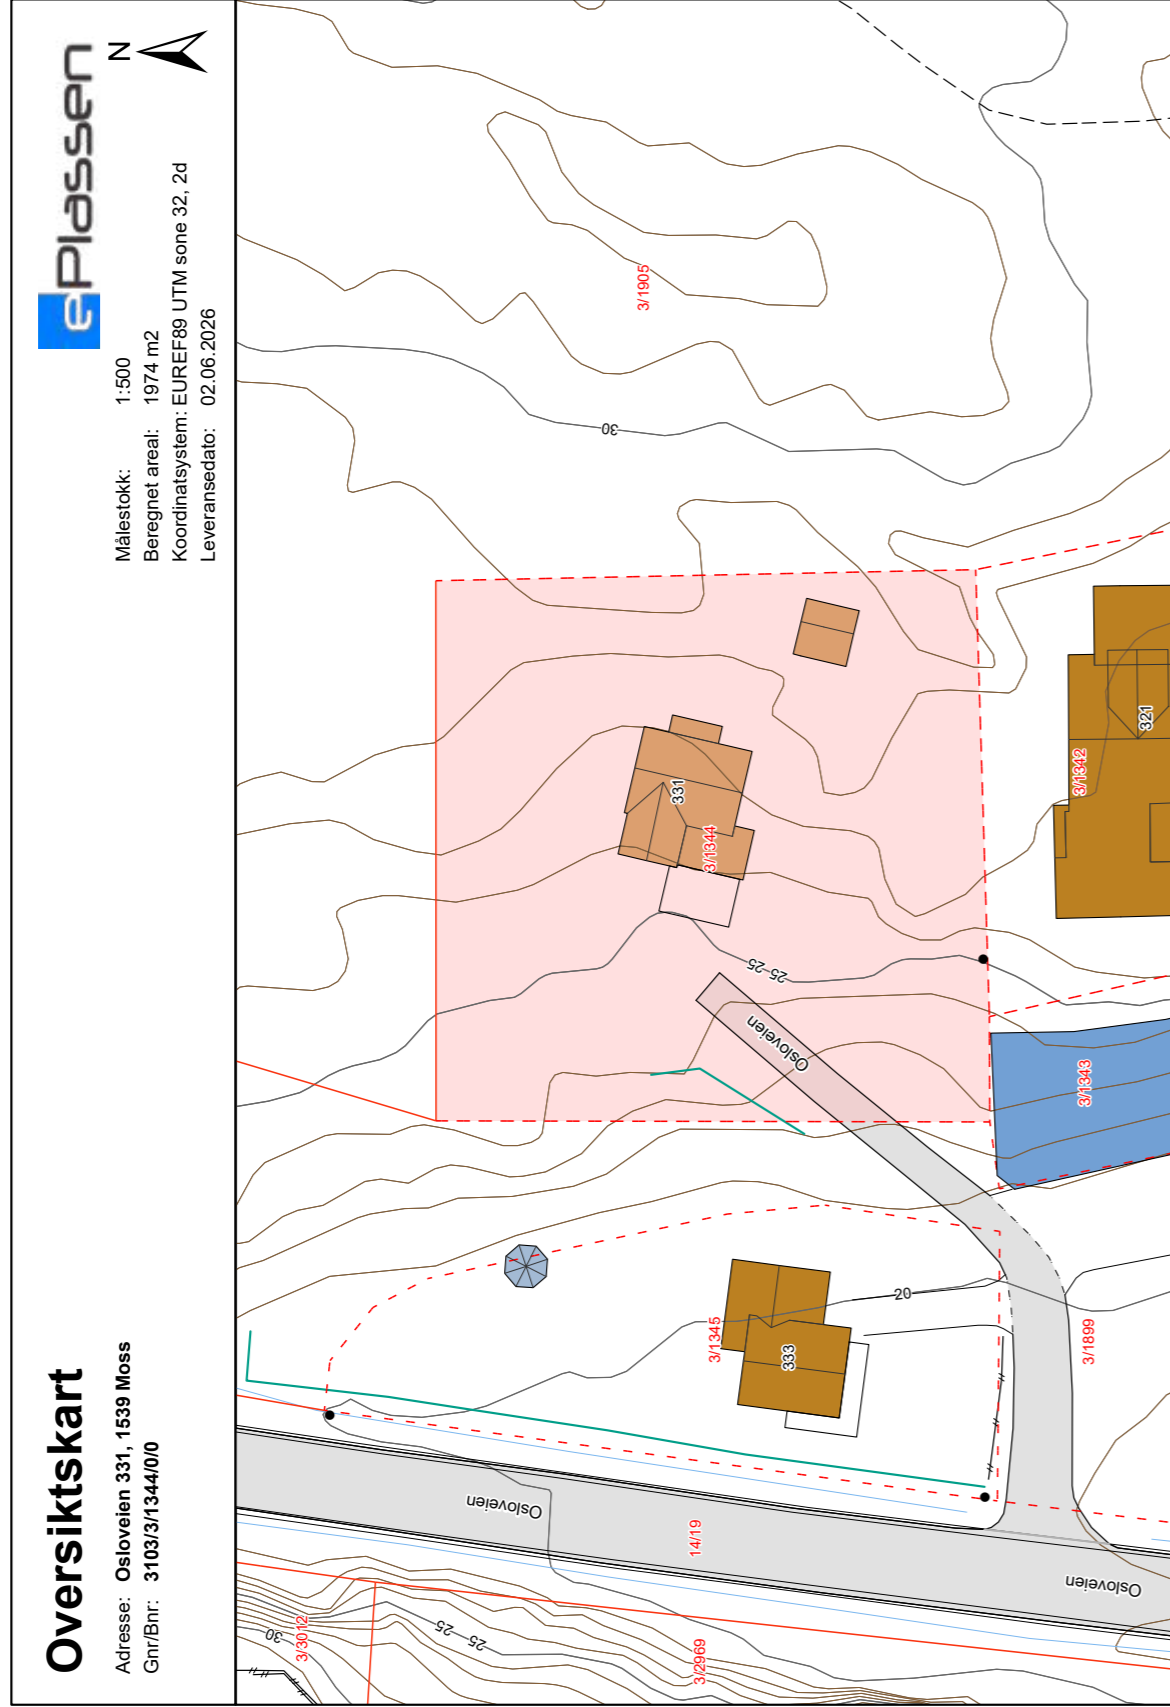 Oversiktskart
Adresse: Osloveien 331, 1539 Moss
Gnr/Bnr: 3103/3/1344/0/0
Målestokk: 1:500
Beregnet areal: 1974 m2
Koordinatsystem: EUREF89 UTM sone 32, 2d
Leveransedato: 02.06.2026
ePlassen
N
30
3/3012
25
25
3/2969
14/19
Osloveien
Osloveien
3/1345
333
20
3/1899
Osloveien
25
25
3/1343
3/1344
331
3/1342
321
30
3/1905